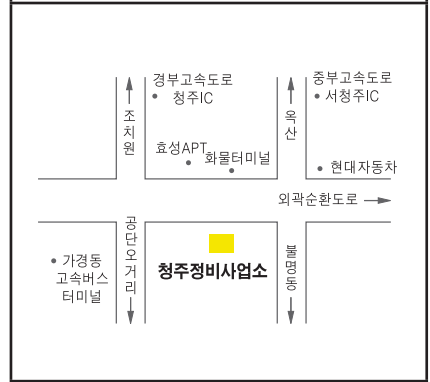 경부고속도로
청주IC
중부고속도로
서청주IC
조치원
옥산
효성APT
화물터미널
현대자동차
외곽순환도로
공단오거리
불명동
가경동
고속버스
터미널
청주정비사업소